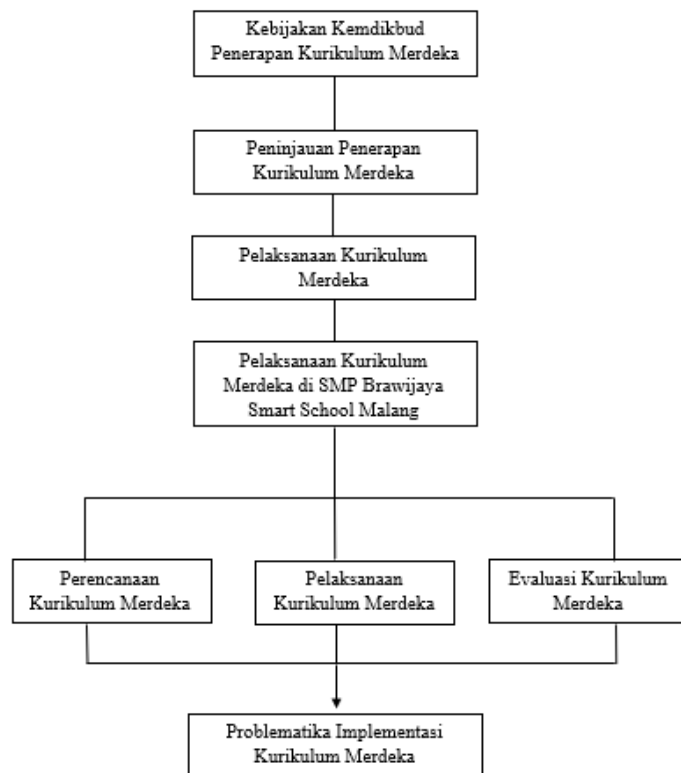 Kebijakan Kemdikbud
Penerapan Kurikulum Merdeka
Peninjauan Penerapan
Kurikulum Merdeka
Pelaksanaan Kurikulum
Merdeka
Pelaksanaan Kurikulum
Merdeka di SMP Brawijaya
Smart School Malang
Perencanaan
Kurikulum Merdeka
Pelaksanaan
Kurikulum Merdeka
Evaluasi Kurikulum
Merdeka
Problematika Implementasi
Kurikulum Merdeka